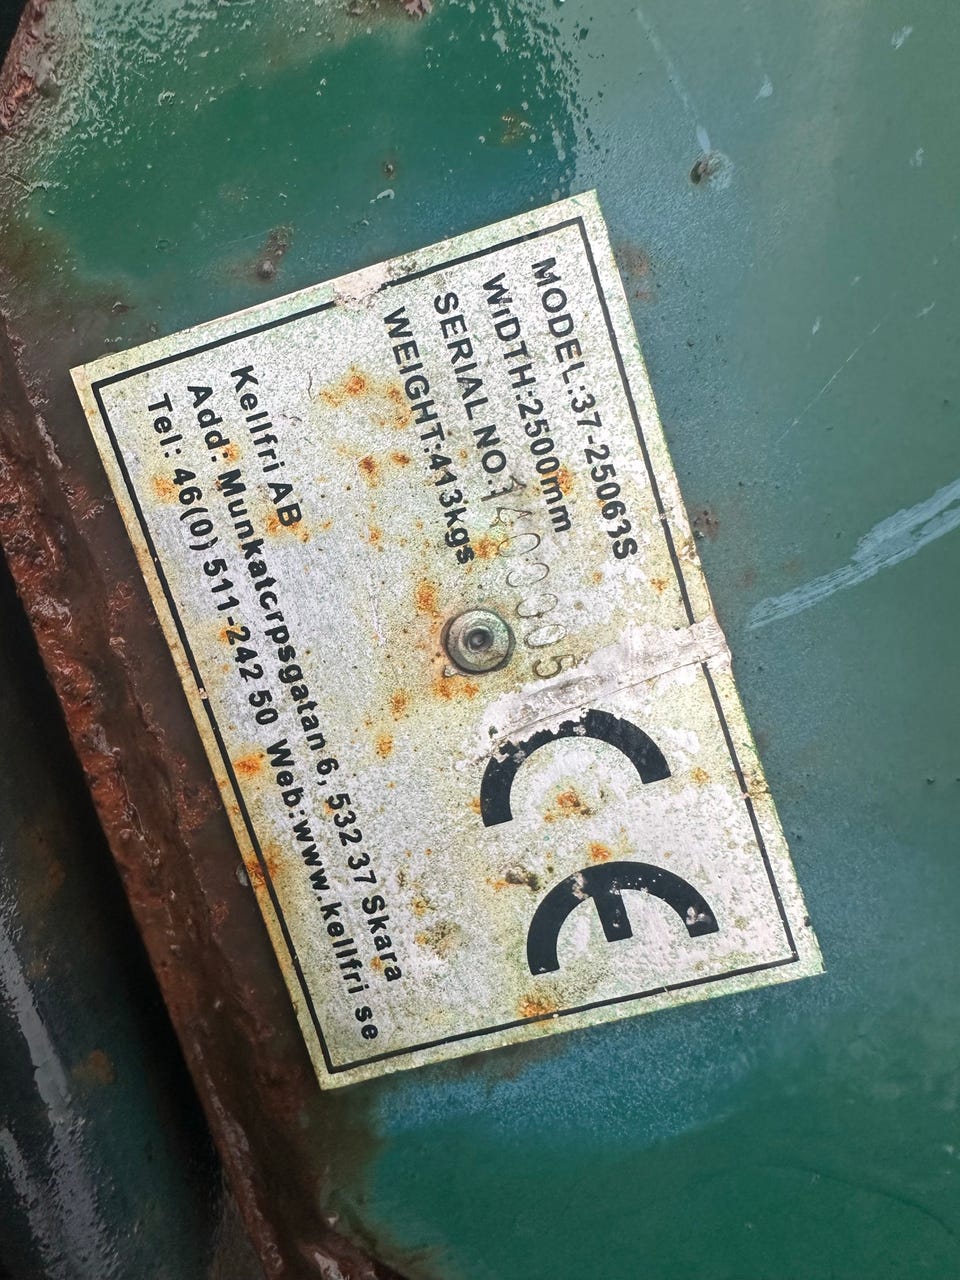 MODEL:37-25063S
WIDTH:2500mm
SERIAL NO:
WEIGHT:413kgs
CE
Kellfri AB
Add: Munkatorpsgatan 6, 532 37 Skara
Tel: 46(0)511-242 50 Web:www.kellfri se